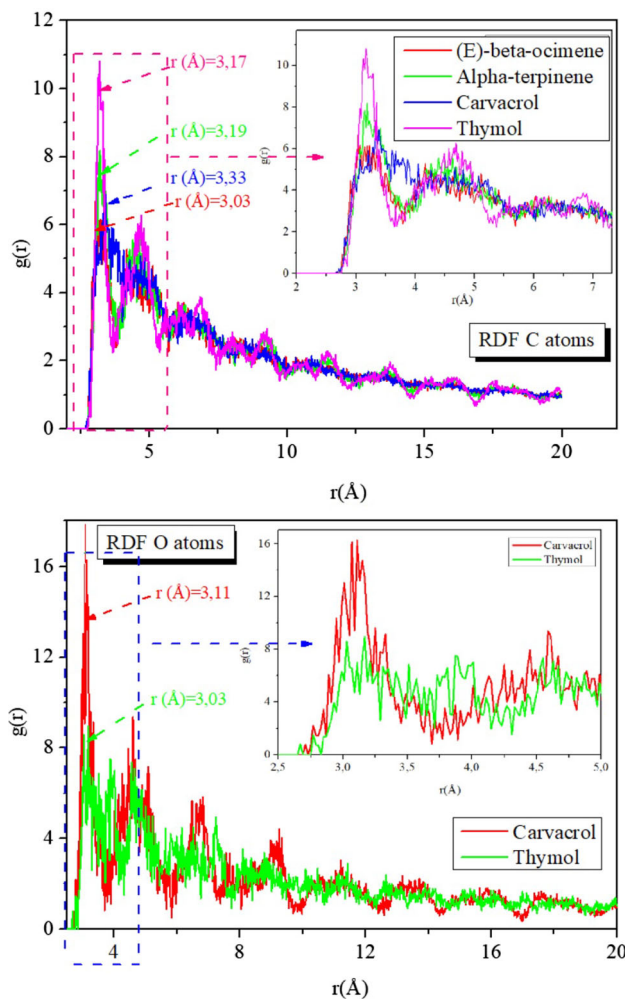 12
10
8
6
4
2
0
g(r)
r (Å)=3,17
r (Å)=3,19
r (Å)=3,33
r (Å)=3,03
10
8
6
4
2
0
g(r)
(E)-beta-ocimene
Alpha-terpinene
Carvacrol
Thymol
2 3 4 5 6 7
r(Å)
RDF C atoms
5 10 15 20
r(Å)
RDF O atoms
16
12
8
4
0
g(r)
r (Å)=3,11
r (Å)=3,03
16
12
8
4
0
g(r)
Carvacrol
Thymol
2,5 3,0 3,5 4,0 4,5 5,0
r(Å)
Carvacrol
Thymol
4 8 12 16 20
r(Å)